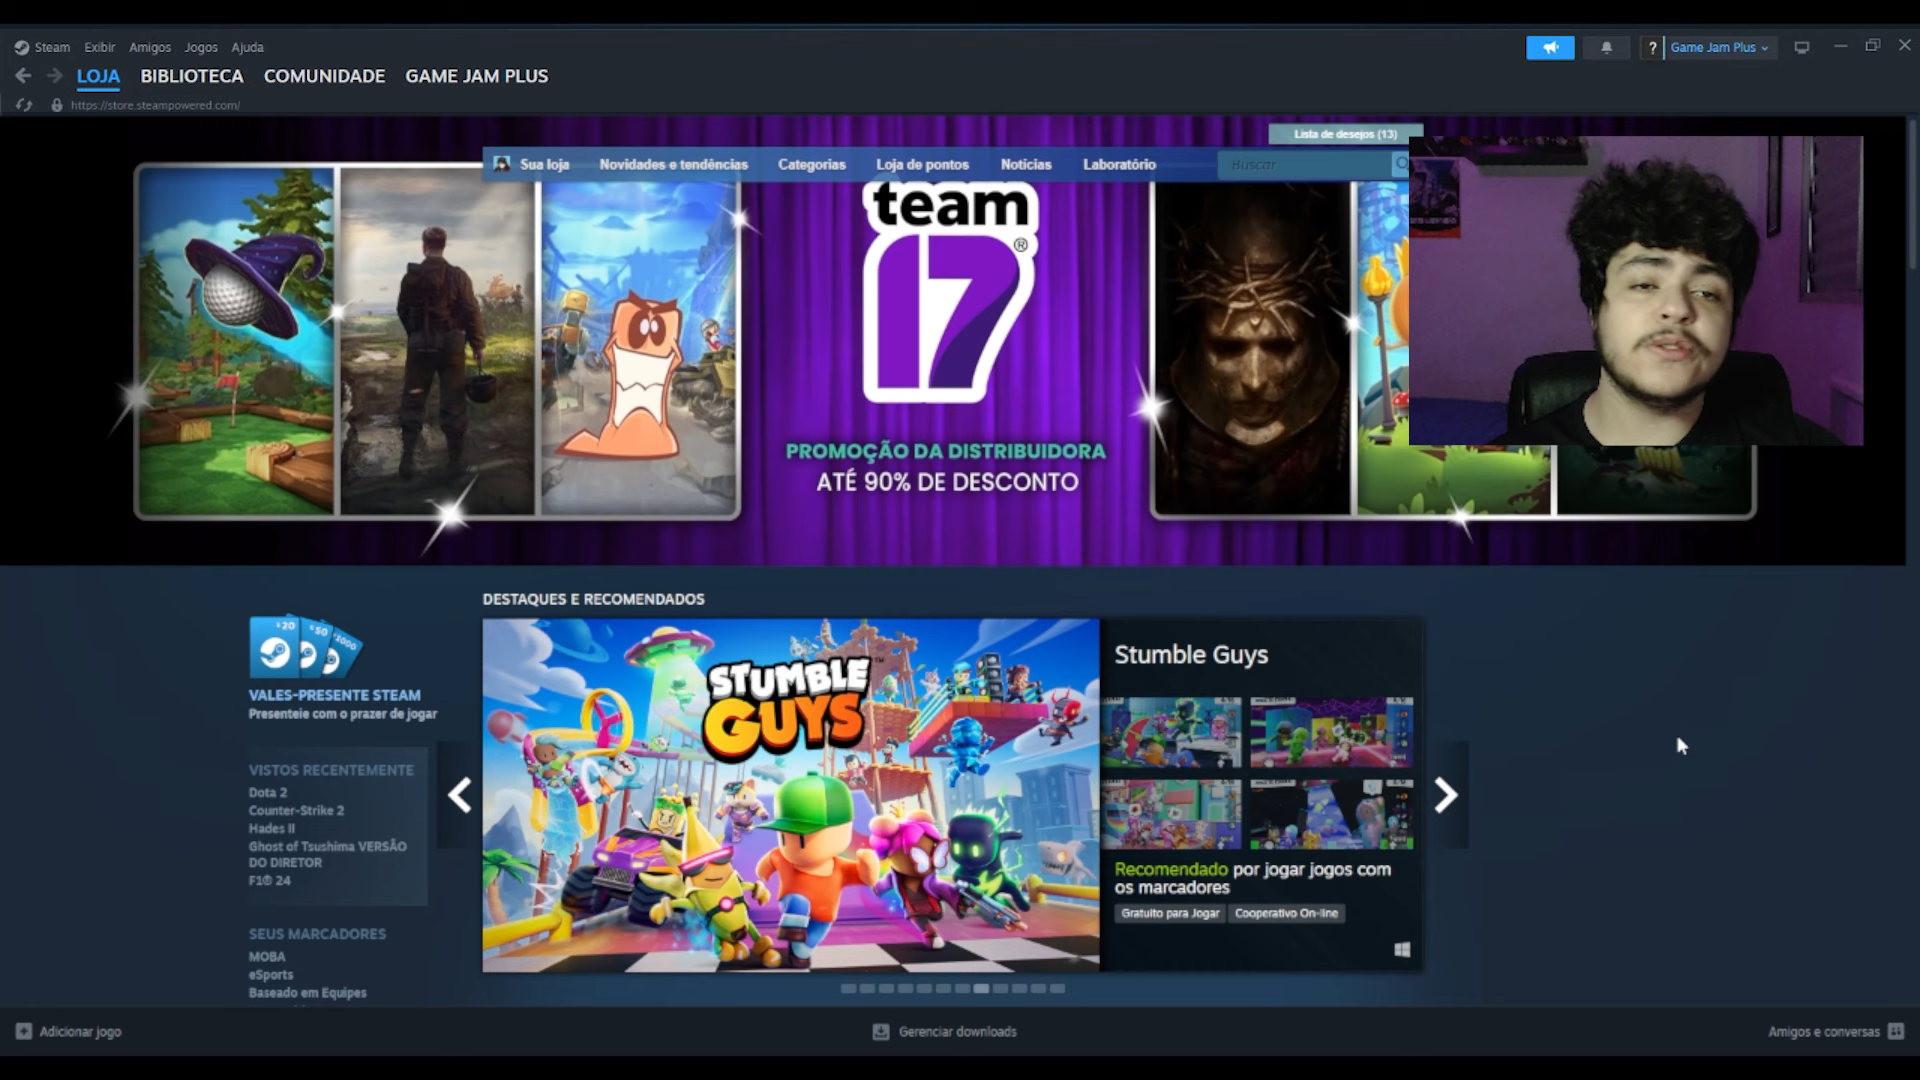 Steam Exibir Amigos Jogos Ajuda
? Game Jam Plus
LOJA BIBLIOTECA COMUNIDADE GAME JAM PLUS
https://store.steampowered.com/
Lista de desejos (13)
Sua loja Novidades e tendências Categorias Loja de pontos Notícias Laboratório Buscar
team
17®
PROMOÇÃO DA DISTRIBUIDORA
ATÉ 90% DE DESCONTO
DESTAQUES E RECOMENDADOS
$20 $50 $1000
VALES-PRESENTE STEAM
Presenteie com o prazer de jogar
VISTOS RECENTEMENTE
Dota 2
Counter-Strike 2
Hades II
Ghost of Tsushima VERSÃO
DO DIRETOR
F1® 24
SEUS MARCADORES
MOBA
eSports
Baseado em Equipes
STUMBLE
GUYS
Stumble Guys
Recomendado por jogar jogos com
os marcadores
Gratuito para Jogar Cooperativo On-line
Adicionar jogo
Gerenciar downloads
Amigos e conversas